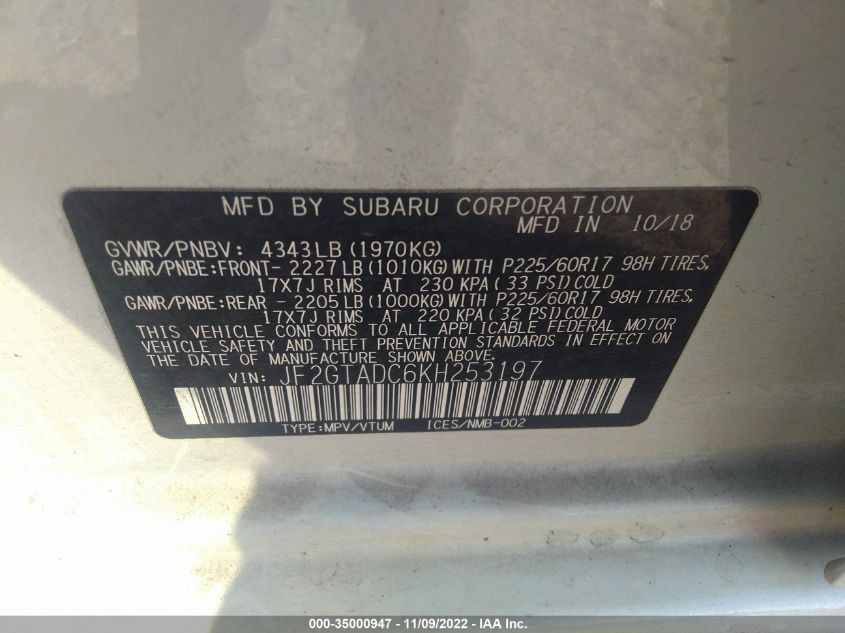 MFD BY SUBARU CORPORATION
MFD IN 10/18
GVWR/PNBV: 4343LB (1970KG)
GAWR/PNBE:FRONT- 2227LB (1010KG)WITH P225/60R17 98H TIRES,
17X7J RIMS AT 230 KPA (33 PSI)COLD
GAWR/PNBE:REAR - 2205LB (1000KG)WITH P225/60R17 98H TIRES,
17X7J RIMS AT 220 KPA (32 PSI)COLD
THIS VEHICLE CONFORMS TO ALL APPLICABLE FEDERAL MOTOR
VEHICLE SAFETY AND THEFT PREVENTION STANDARDS IN EFFECT ON
THE DATE OF MANUFACTURE SHOWN ABOVE.
VIN: JF2GTADC6KH253197
TYPE:MPV/VTUM ICES/NMB-002
000-35000947 - 11/09/2022 - IAA Inc.